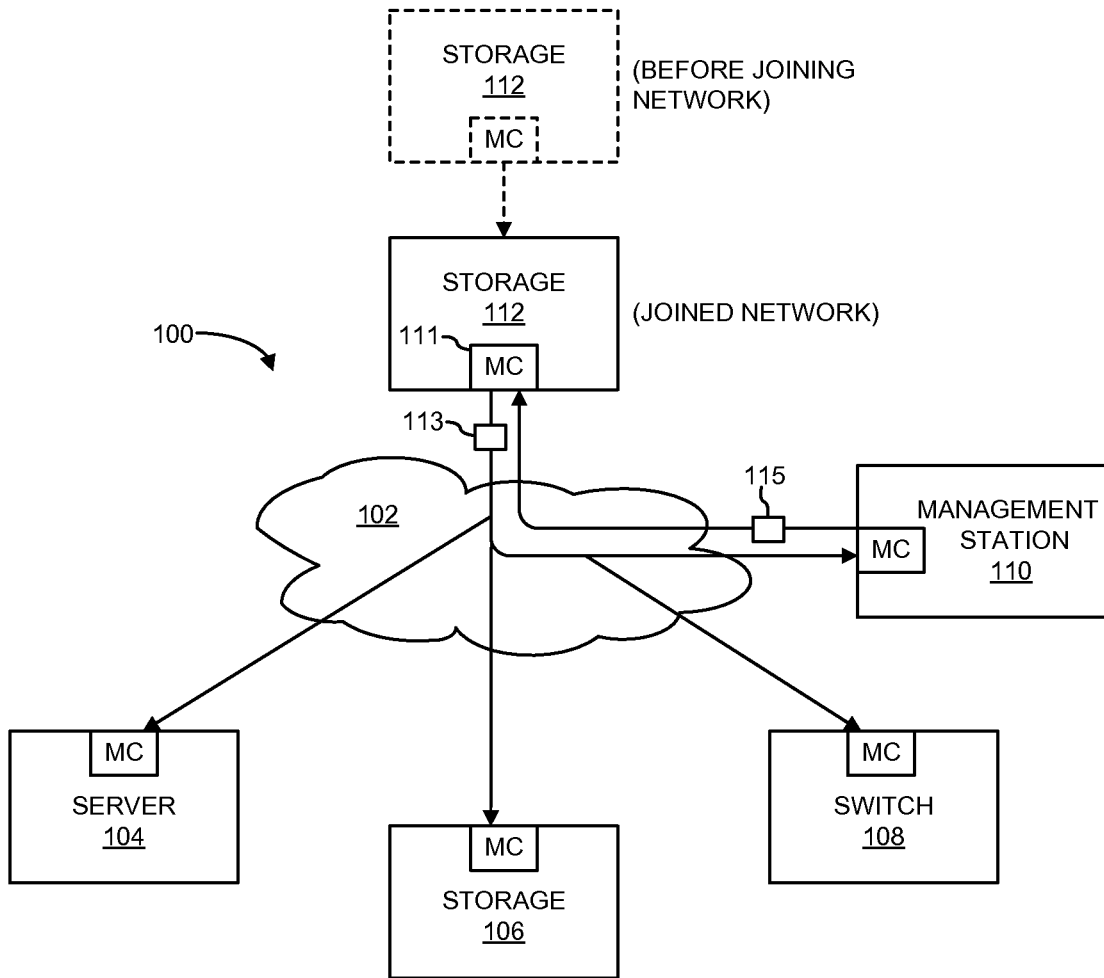 STORAGE
112
MC
(BEFORE JOINING
NETWORK)
STORAGE
112
111
MC
(JOINED NETWORK)
100
113
102
115
MANAGEMENT
STATION
110
MC
MC
SERVER
104
MC
STORAGE
106
MC
SWITCH
108